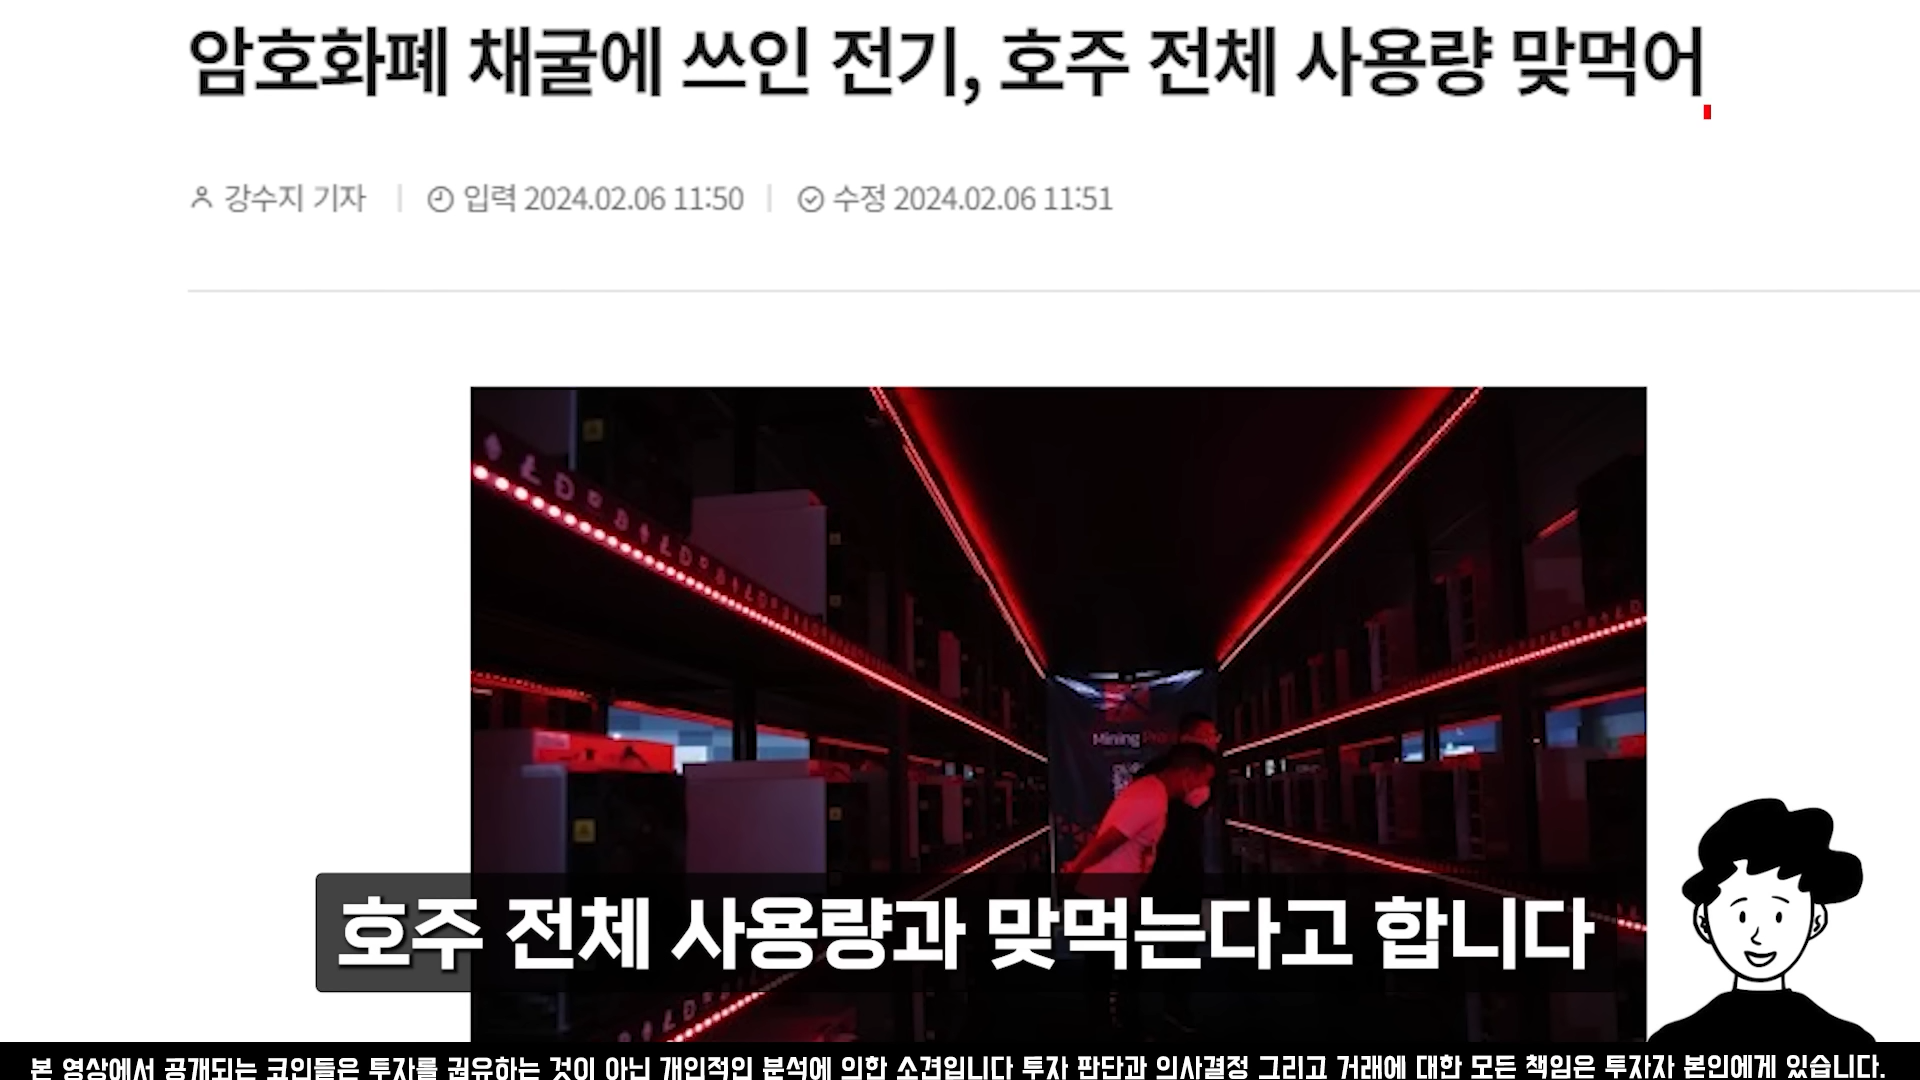 암호화폐 채굴에 쓰인 전기, 호주 전체 사용량 맞먹어
강수지 기자 | 입력 2024.02.06 11:50 | 수정 2024.02.06 11:51
Mining
호주 전체 사용량과 맞먹는다고 합니다
본 영상에서 공개되는 코인들은 투자를 권유하는 것이 아닌 개인적인 분석에 의한 소견입니다 투자 판단과 의사결정 그리고 거래에 대한 모든 책임은 투자자 본인에게 있습니다.